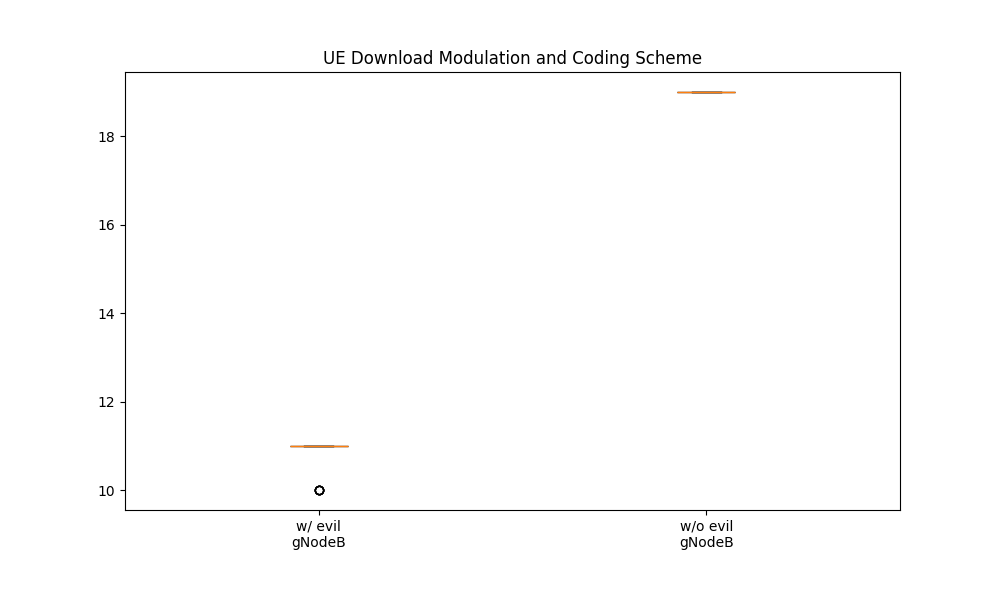 UE Download Modulation and Coding Scheme
18
16
14
12
10
w/ evil
gNodeB
w/o evil
gNodeB